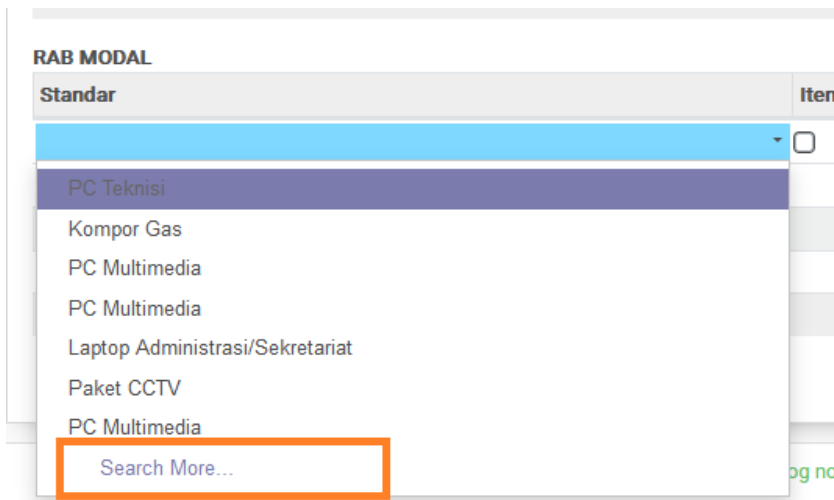 RAB MODAL
Standar
PC Teknisi
Kompor Gas
PC Multimedia
PC Multimedia
Laptop Administrasi/Sekretariat
Paket CCTV
PC Multimedia
Search More...